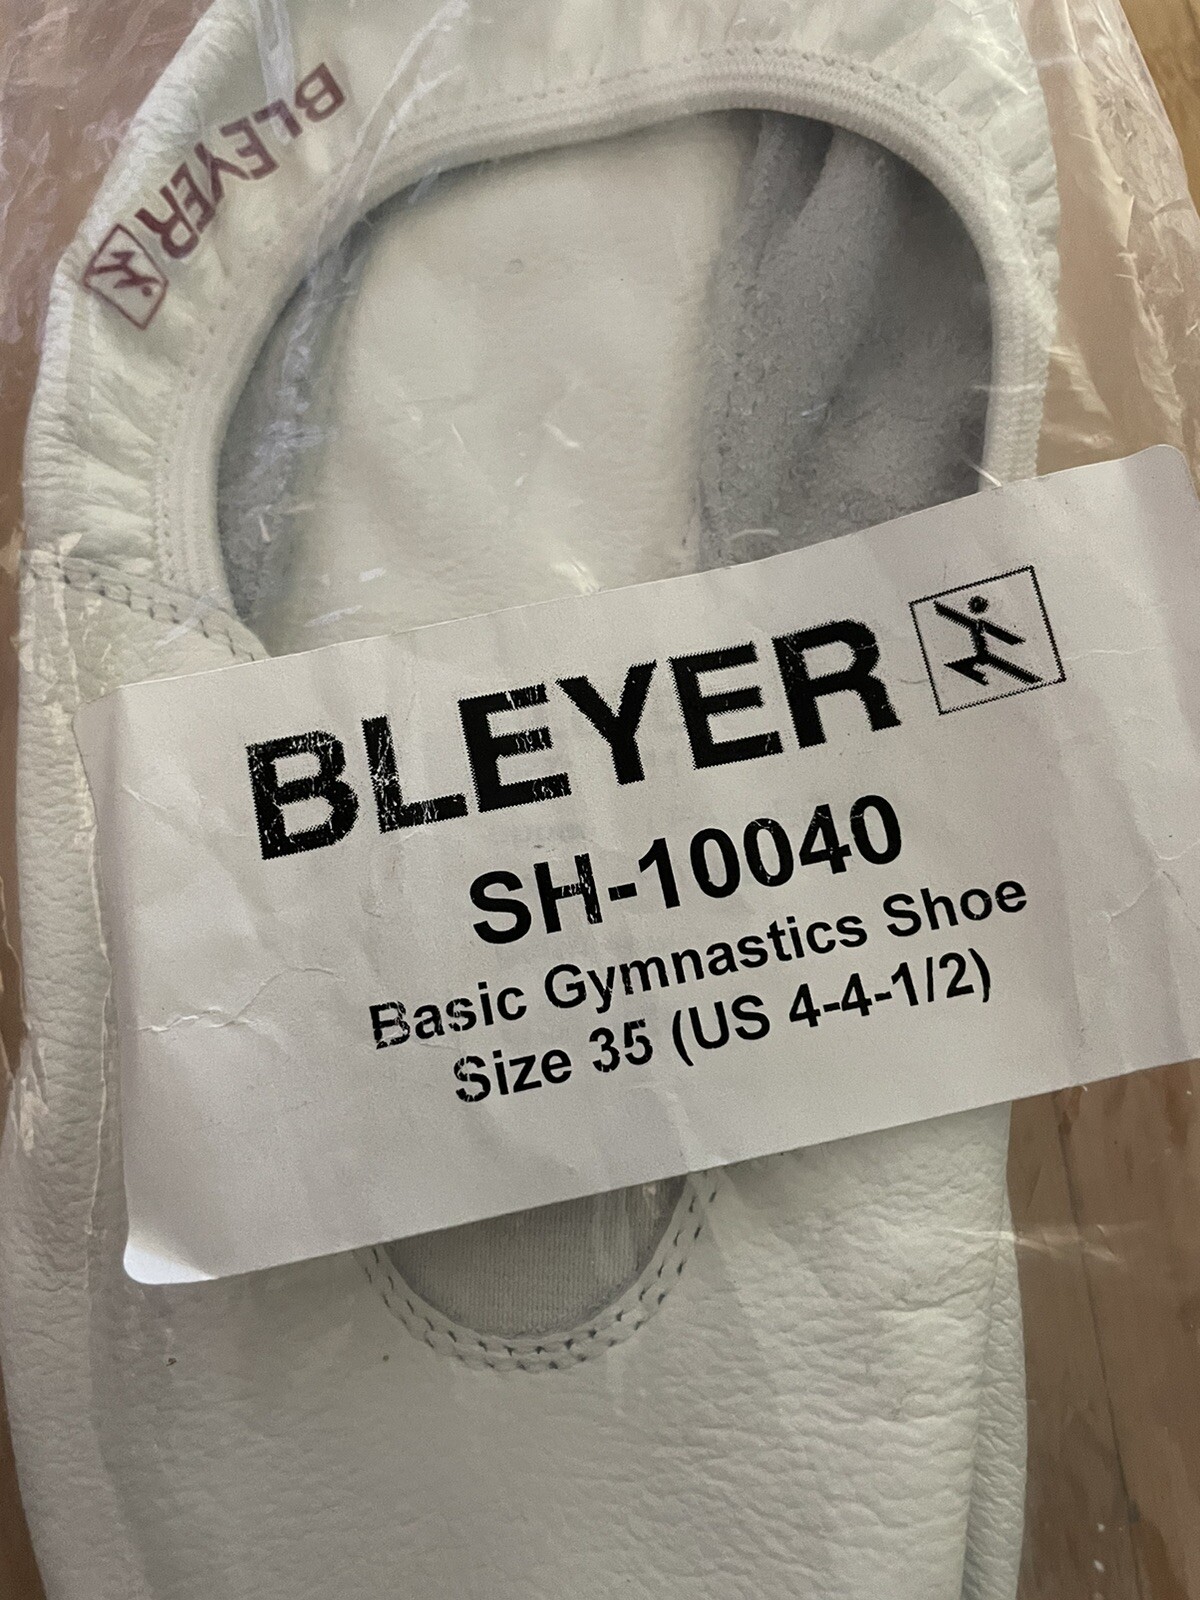 BLEYER
BLEYER
SH-10040
Basic Gymnastics Shoe
Size 35 (US 4-4-1/2)